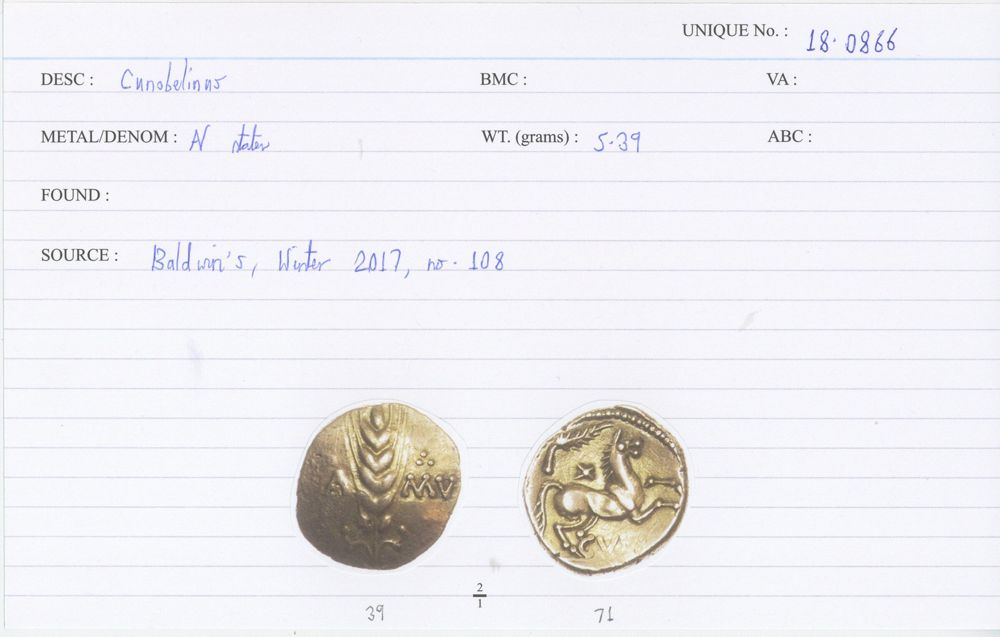 UNIQUE No. : 18·0866
DESC : Cunobelinus BMC : VA :
METAL/DENOM : AV stater WT. (grams) : 5·39 ABC :
FOUND :
SOURCE : Baldwin's, Winter 2017, no. 108
A MV
CVN
2
1
39 71